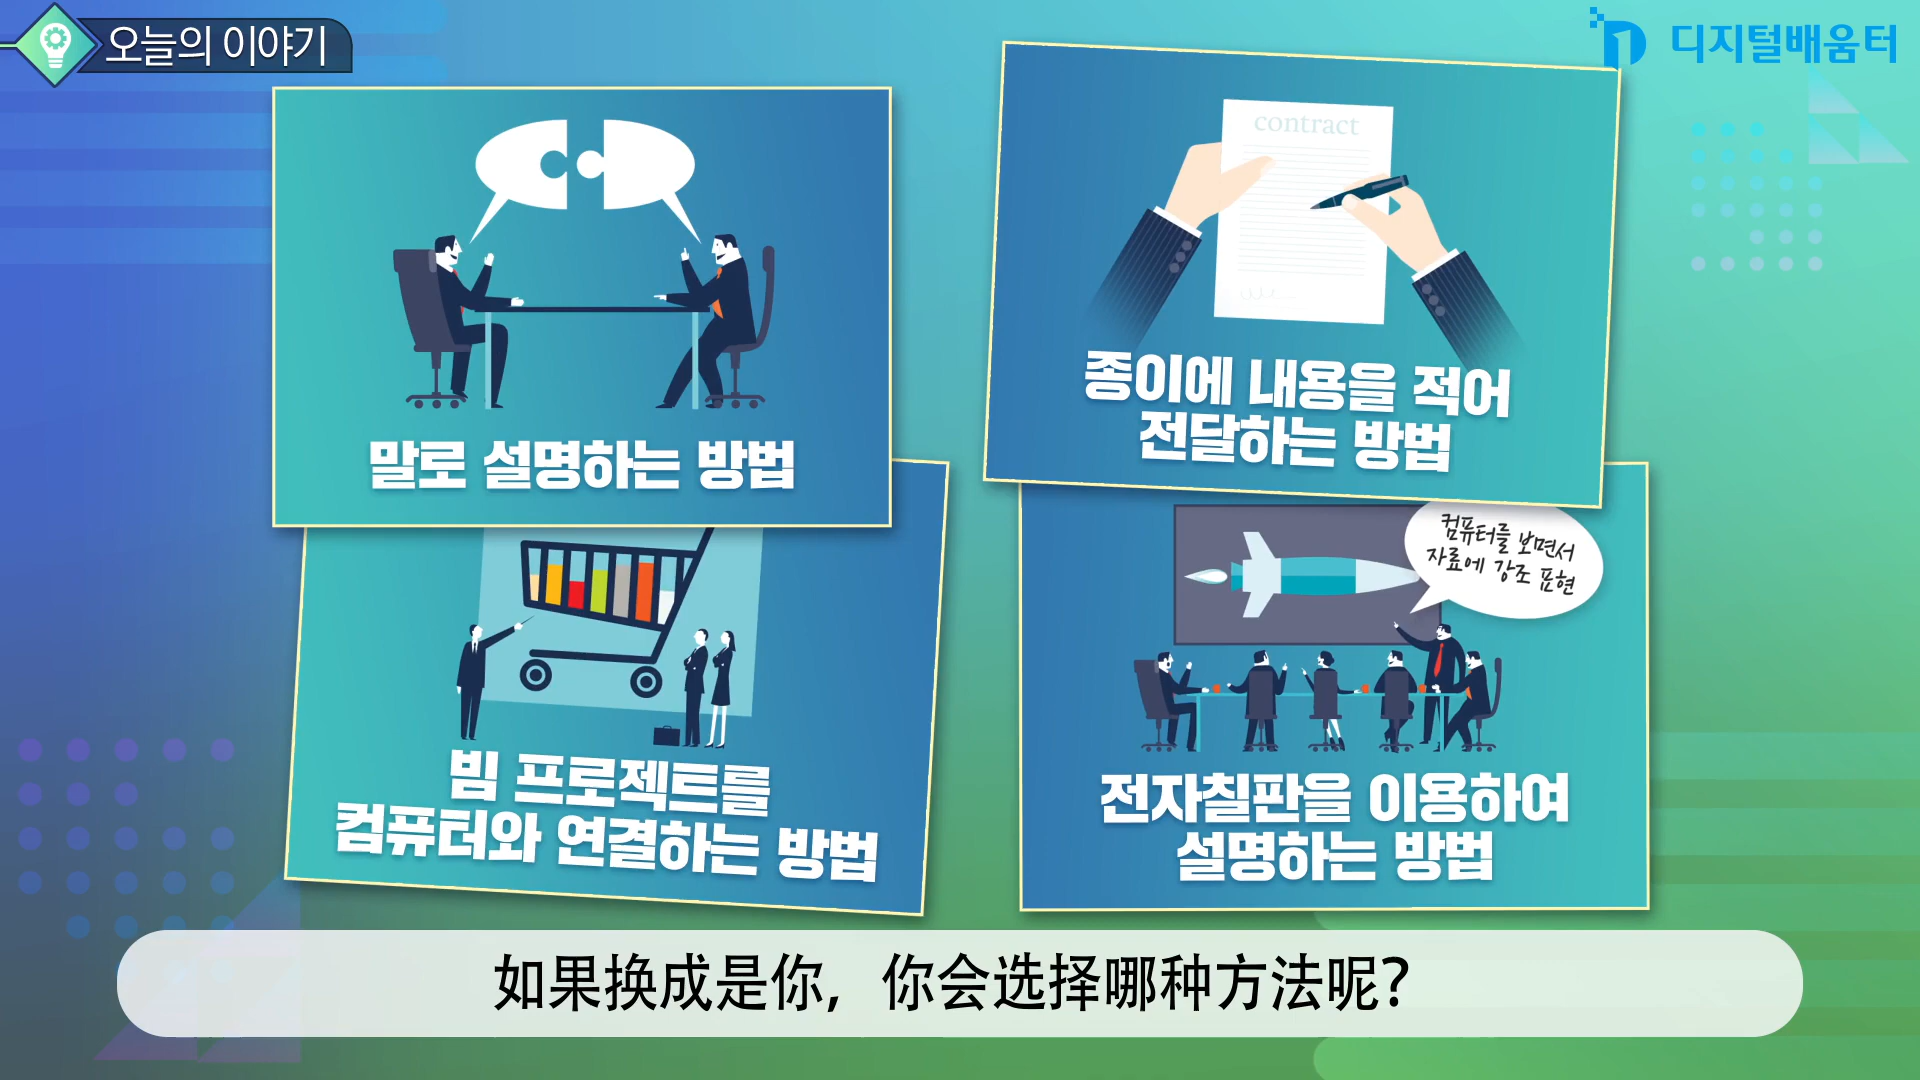 오늘의 이야기
디지털배움터
contract
말로 설명하는 방법
종이에 내용을 적어
전달하는 방법
컴퓨터를 보면서
자료에 강조 표현
빔 프로젝트를
컴퓨터와 연결하는 방법
전자칠판을 이용하여
설명하는 방법
如果换成是你，你会选择哪种方法呢？